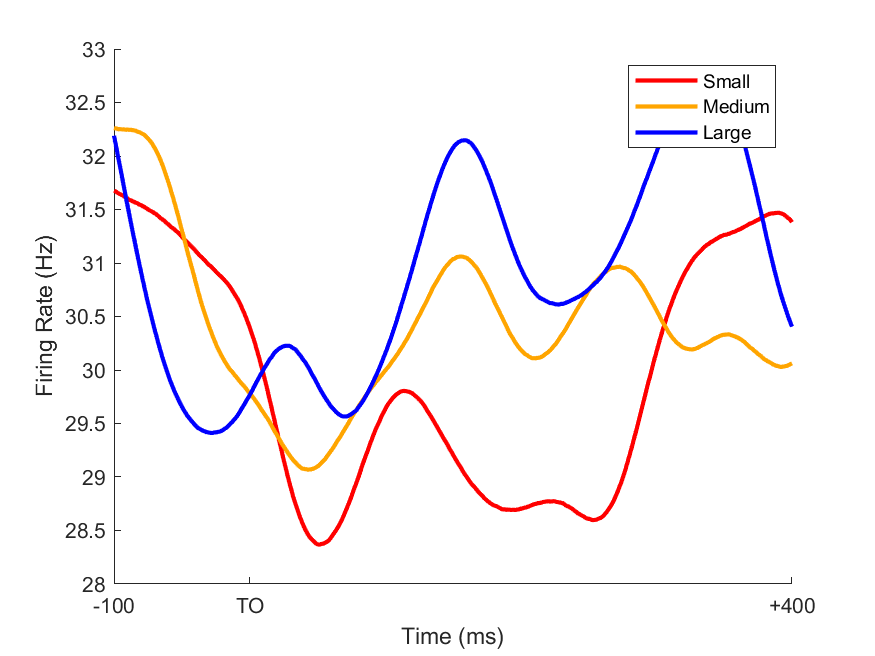 33
32.5
32
31.5
31
30.5
30
29.5
29
28.5
28
Firing Rate (Hz)
Small
Medium
Large
-100 TO +400
Time (ms)